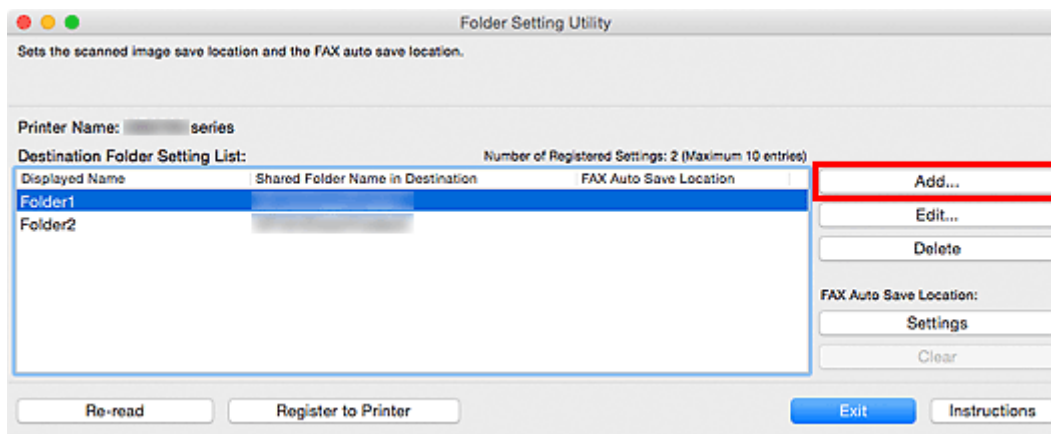 Folder Setting Utility
Sets the scanned image save location and the FAX auto save location.
Printer Name: series
Destination Folder Setting List:
Number of Registered Settings: 2 (Maximum 10 entries)
Displayed Name Shared Folder Name in Destination FAX Auto Save Location
Folder1
Folder2
Add...
Edit...
Delete
FAX Auto Save Location:
Settings
Clear
Re-read Register to Printer Exit Instructions